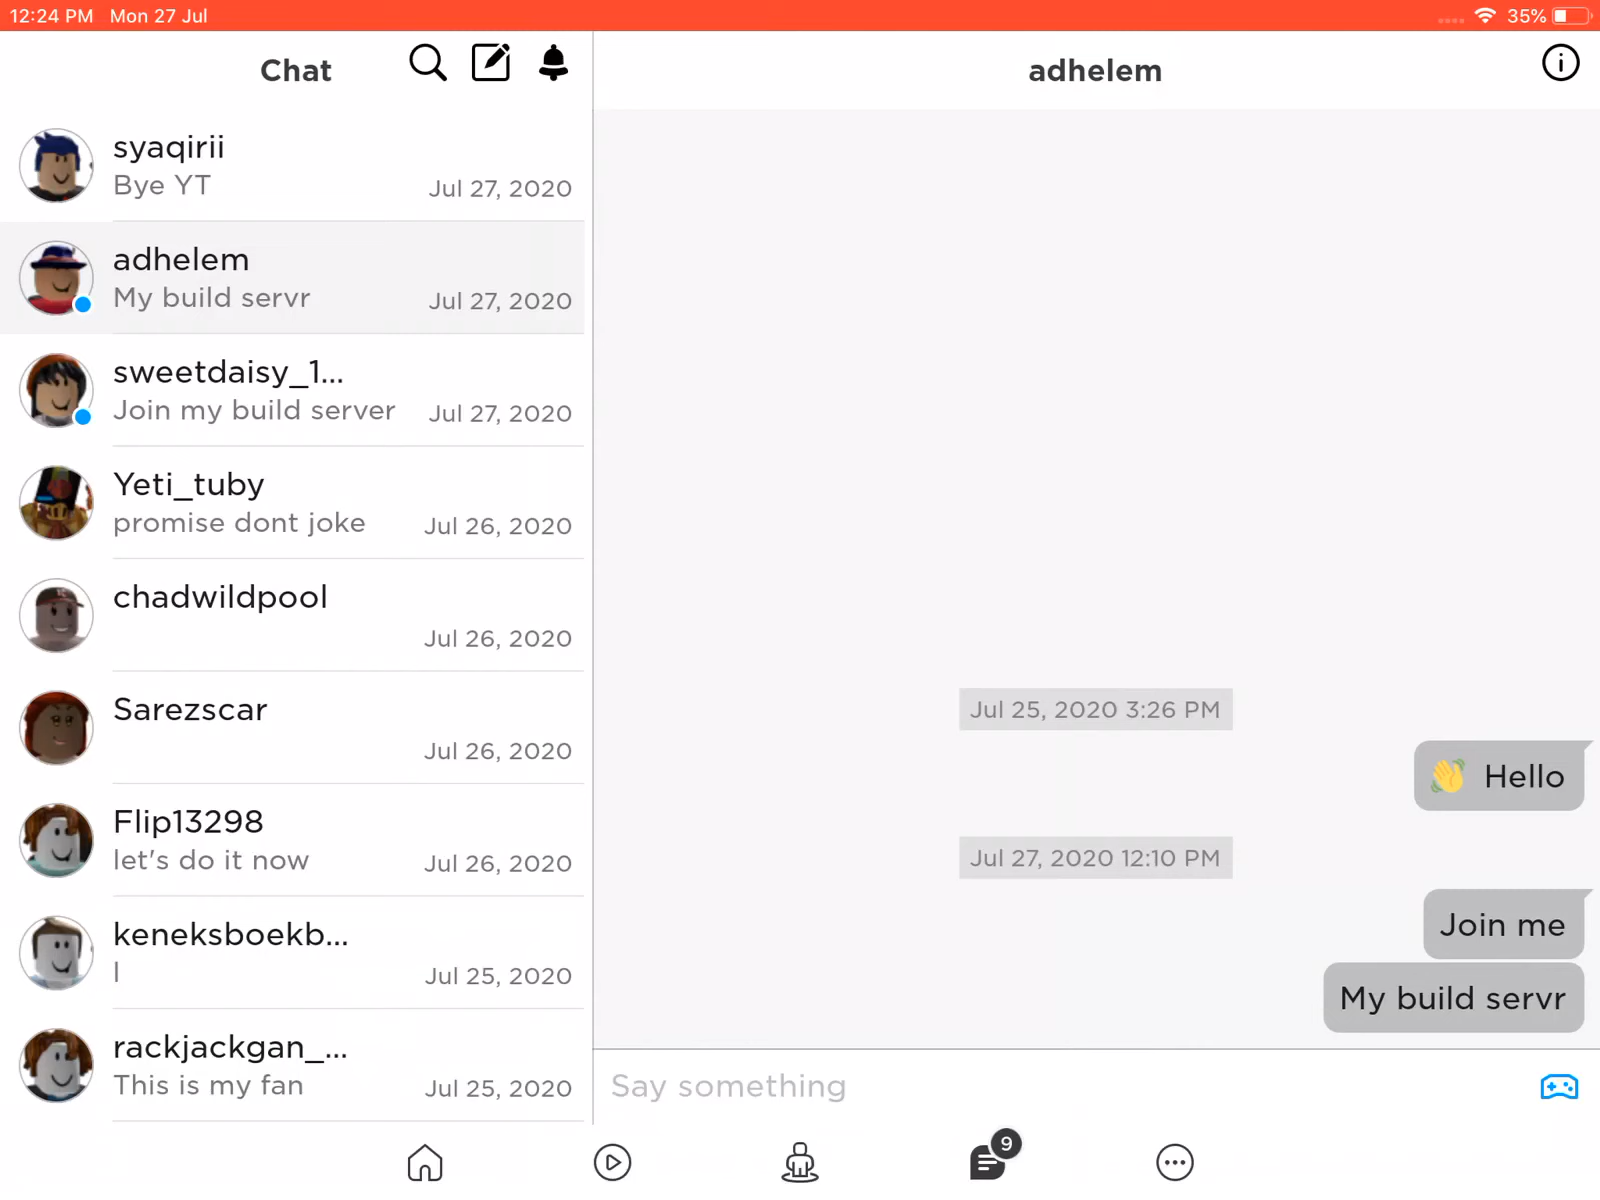 12:24 PM Mon 27 Jul
35%
Chat
adhelem
syaqirii
Bye YT
Jul 27, 2020
adhelem
My build servr
Jul 27, 2020
sweetdaisy_1...
Join my build server
Jul 27, 2020
Yeti_tuby
promise dont joke
Jul 26, 2020
chadwildpool
Jul 26, 2020
Sarezscar
Jul 26, 2020
Flip13298
let's do it now
Jul 26, 2020
keneksboekb...
l
Jul 25, 2020
rackjackgan_...
This is my fan
Jul 25, 2020
Jul 25, 2020 3:26 PM
👋 Hello
Jul 27, 2020 12:10 PM
Join me
My build servr
Say something
9